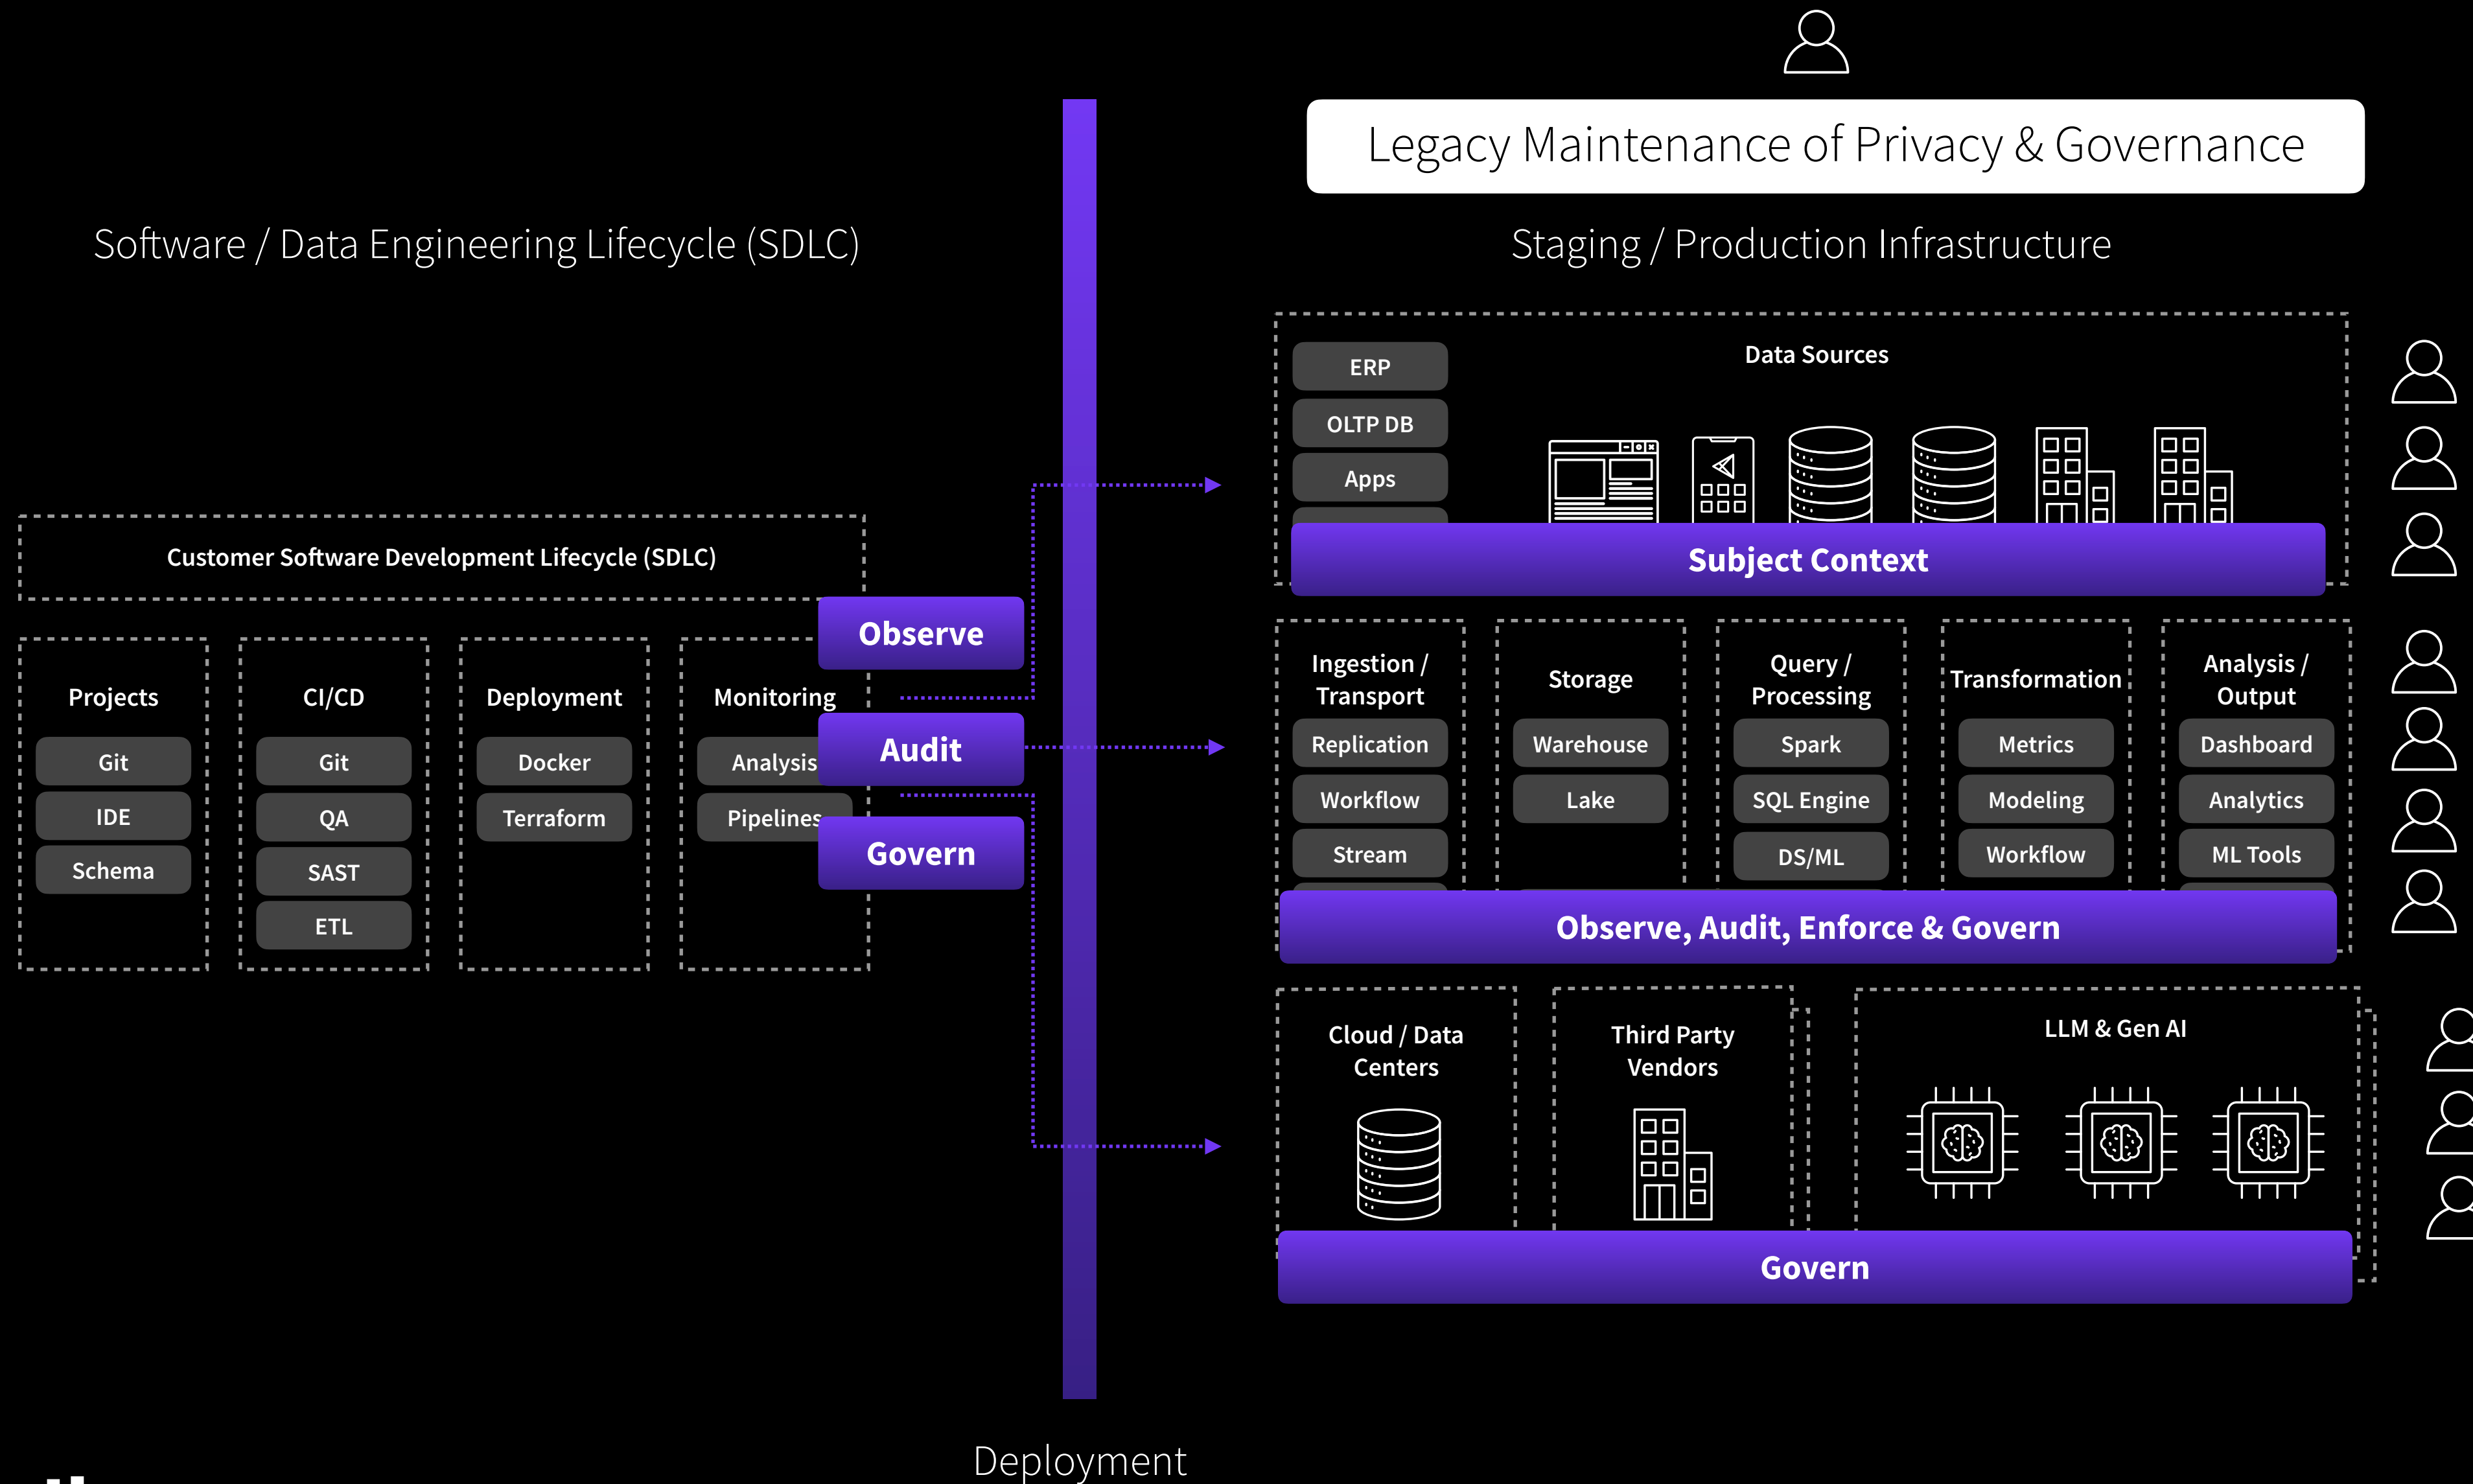 Legacy Maintenance of Privacy & Governance
Software / Data Engineering Lifecycle (SDLC)
Staging / Production Infrastructure
Customer Software Development Lifecycle (SDLC)
Projects
Git
IDE
Schema
CI/CD
Git
QA
SAST
ETL
Deployment
Docker
Terraform
Monitoring
Analysis
Pipelines
Observe
Audit
Govern
Data Sources
ERP
OLTP DB
Apps
Subject Context
Ingestion /
Transport
Replication
Workflow
Stream
Storage
Warehouse
Lake
Query /
Processing
Spark
SQL Engine
DS/ML
Transformation
Metrics
Modeling
Workflow
Analysis /
Output
Dashboard
Analytics
ML Tools
Observe, Audit, Enforce & Govern
Cloud / Data
Centers
Third Party
Vendors
LLM & Gen AI
Govern
Deployment